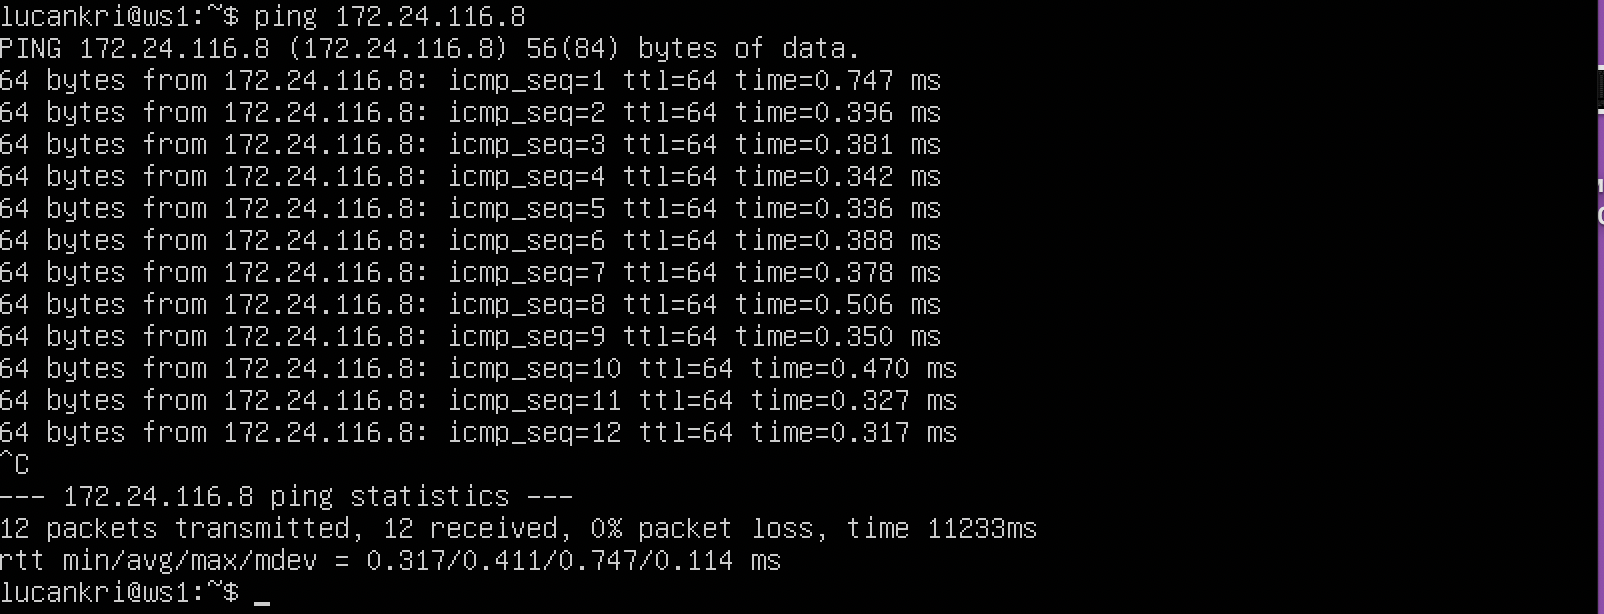 lucankri@ws1:~$ ping 172.24.116.8
PING 172.24.116.8 (172.24.116.8) 56(84) bytes of data.
64 bytes from 172.24.116.8: icmp_seq=1 ttl=64 time=0.747 ms
64 bytes from 172.24.116.8: icmp_seq=2 ttl=64 time=0.396 ms
64 bytes from 172.24.116.8: icmp_seq=3 ttl=64 time=0.381 ms
64 bytes from 172.24.116.8: icmp_seq=4 ttl=64 time=0.342 ms
64 bytes from 172.24.116.8: icmp_seq=5 ttl=64 time=0.336 ms
64 bytes from 172.24.116.8: icmp_seq=6 ttl=64 time=0.388 ms
64 bytes from 172.24.116.8: icmp_seq=7 ttl=64 time=0.378 ms
64 bytes from 172.24.116.8: icmp_seq=8 ttl=64 time=0.506 ms
64 bytes from 172.24.116.8: icmp_seq=9 ttl=64 time=0.350 ms
64 bytes from 172.24.116.8: icmp_seq=10 ttl=64 time=0.470 ms
64 bytes from 172.24.116.8: icmp_seq=11 ttl=64 time=0.327 ms
64 bytes from 172.24.116.8: icmp_seq=12 ttl=64 time=0.317 ms
^C
--- 172.24.116.8 ping statistics ---
12 packets transmitted, 12 received, 0% packet loss, time 11233ms
rtt min/avg/max/mdev = 0.317/0.411/0.747/0.114 ms
lucankri@ws1:~$ _